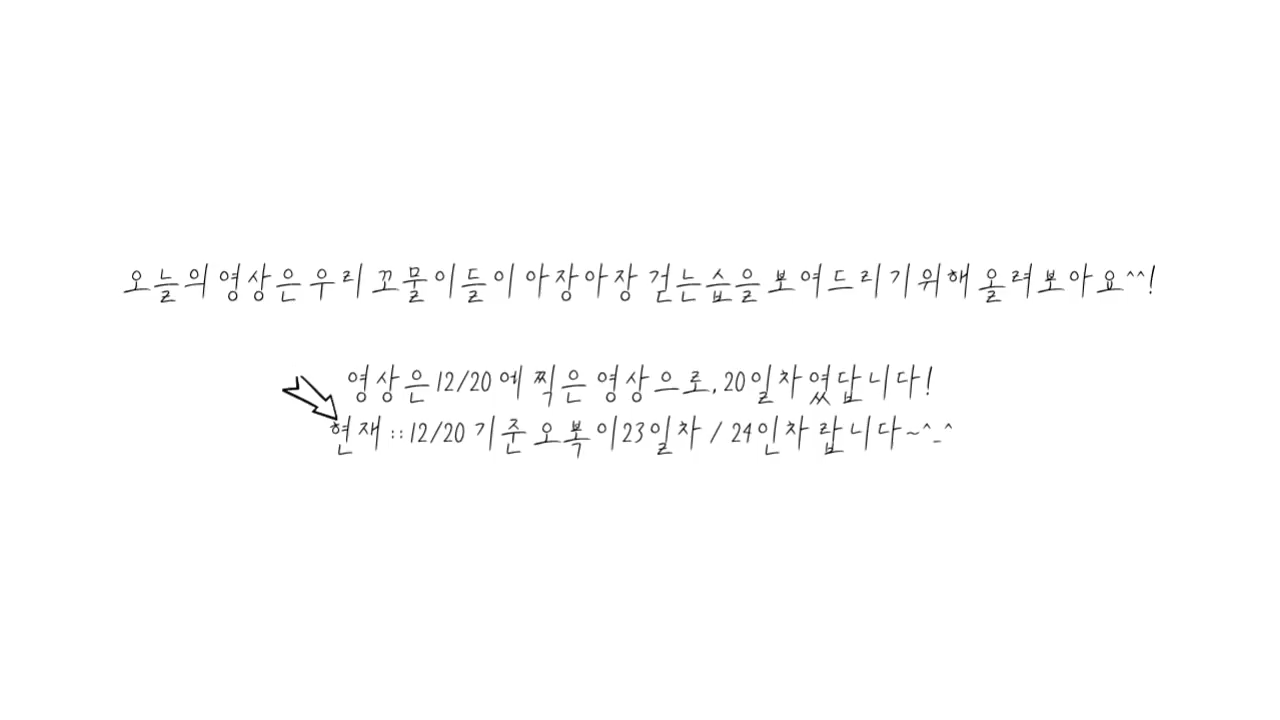 오늘의 영상은 우리 꼬물이들이 아장아장 걷는습을 보여드리기위해 올려보아요^^!
영상은 12/20 에 찍은 영상으로, 20일차였답니다!
현재 :: 12/20 기준 오복이23일차 / 24인차 랍니다~^_^